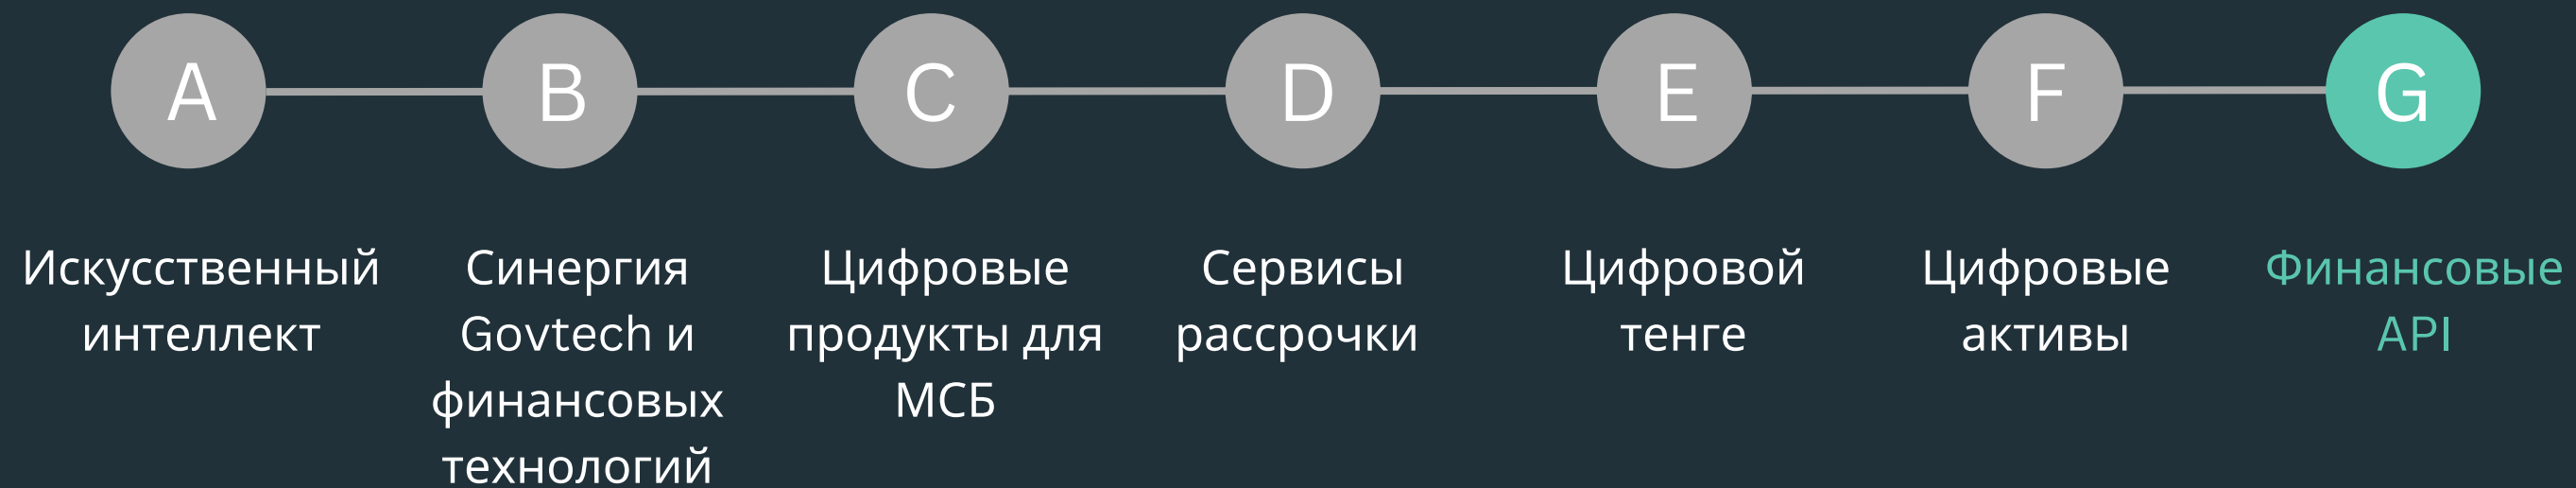 A
B
C
D
E
F
G
Искусственный
интеллект
Синергия
Govtech и
финансовых
технологий
Цифровые
продукты для
МСБ
Сервисы
рассрочки
Цифровой
тенге
Цифровые
активы
Финансовые
API